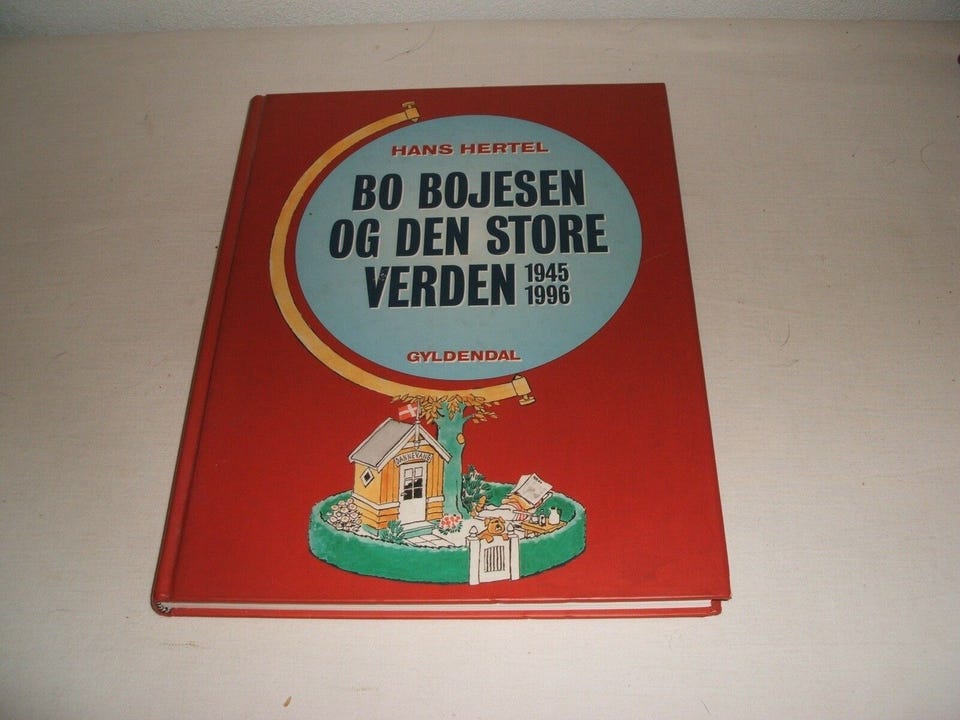 HANS HERTEL
BO BOJESEN
OG DEN STORE
VERDEN 1945
1996
GYLDENDAL
DANNEVANG